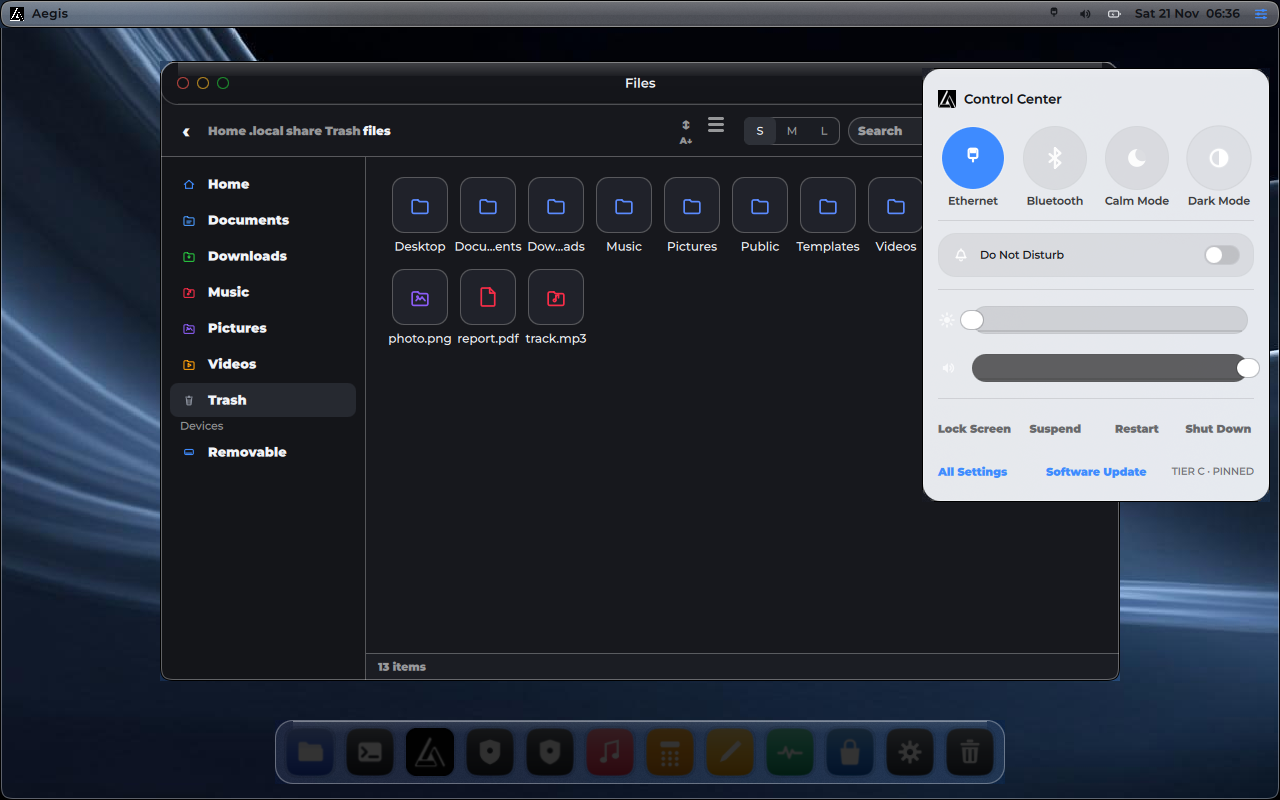 Aegis
Sat 21 Nov 06:36
Files
Home .local share Trash files
A
S M L
Search
Home
Documents
Downloads
Music
Pictures
Videos
Trash
Devices
Removable
Desktop Docu...ents Dow...ads Music Pictures Public Templates Videos
photo.png report.pdf track.mp3
13 items
Control Center
Ethernet Bluetooth Calm Mode Dark Mode
Do Not Disturb
Lock Screen Suspend Restart Shut Down
All Settings Software Update TIER C · PINNED